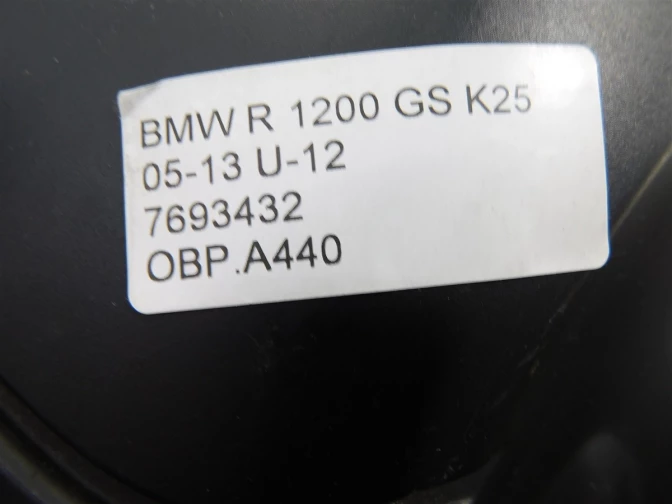 BMW R 1200 GS K25
05-13 U-12
7693432
OBP.A440